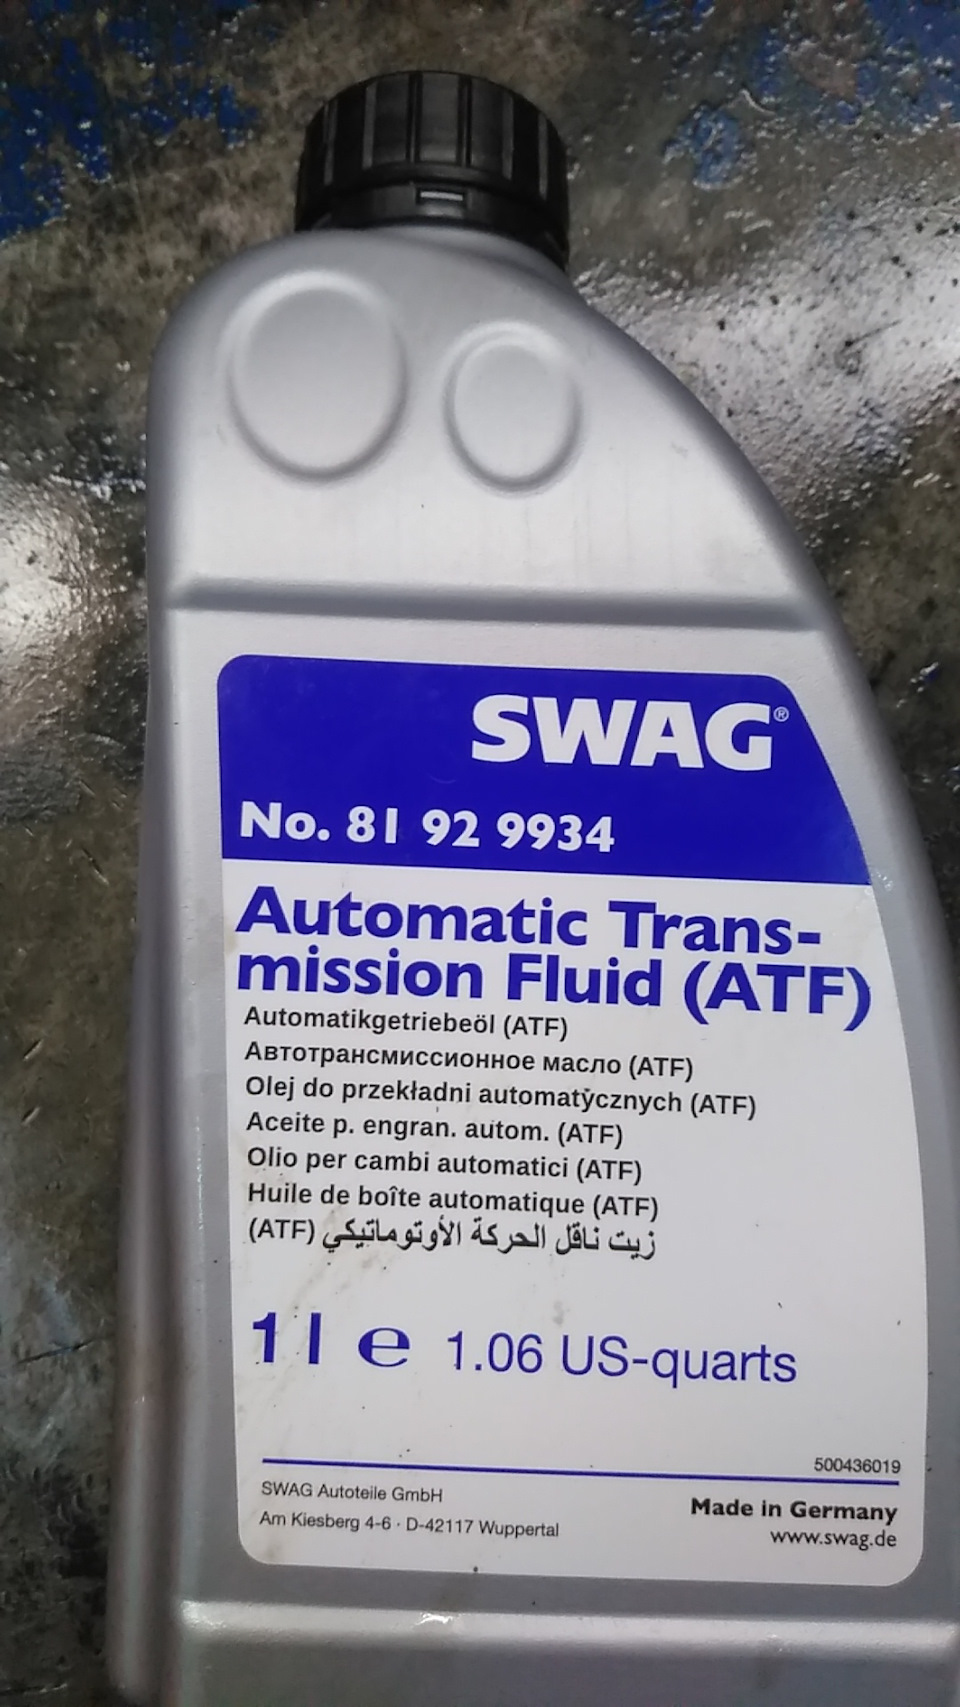 SWAG®
No. 81 92 9934
Automatic Trans-
mission Fluid (ATF)
Automatikgetriebeöl (ATF)
Автотрансмиссионное масло (ATF)
Olej do przekładni automatycznych (ATF)
Aceite p. engran. autom. (ATF)
Olio per cambi automatici (ATF)
Huile de boîte automatique (ATF)
زيت ناقل الحركة الأوتوماتيكي (ATF)
1 l e 1.06 US-quarts
500436019
SWAG Autoteile GmbH
Am Kiesberg 4-6 · D-42117 Wuppertal
Made in Germany
www.swag.de